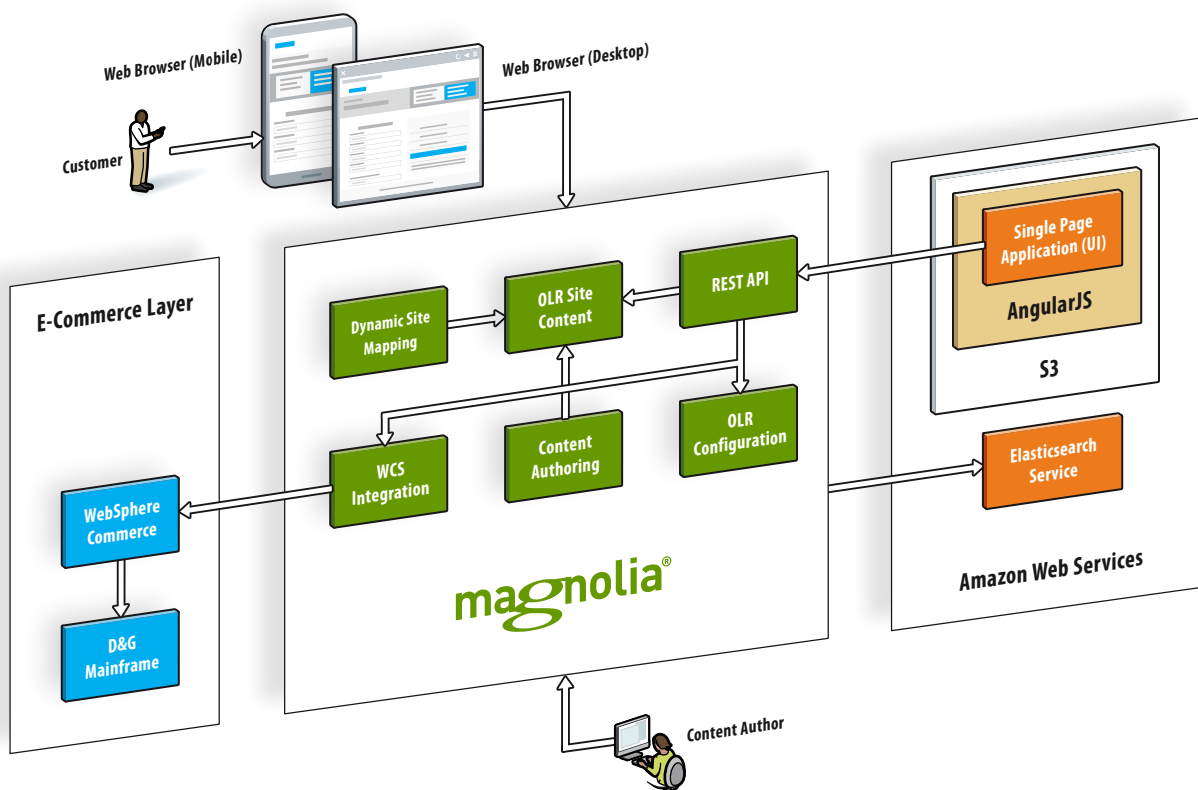 Web Browser (Mobile)
Web Browser (Desktop)
Customer
E-Commerce Layer
WebSphere
Commerce
D&G
Mainframe
Dynamic Site
Mapping
OLR Site
Content
REST API
WCS
Integration
Content
Authoring
OLR
Configuration
magnolia®
Single Page
Application (UI)
AngularJS
S3
Elasticsearch
Service
Amazon Web Services
Content Author